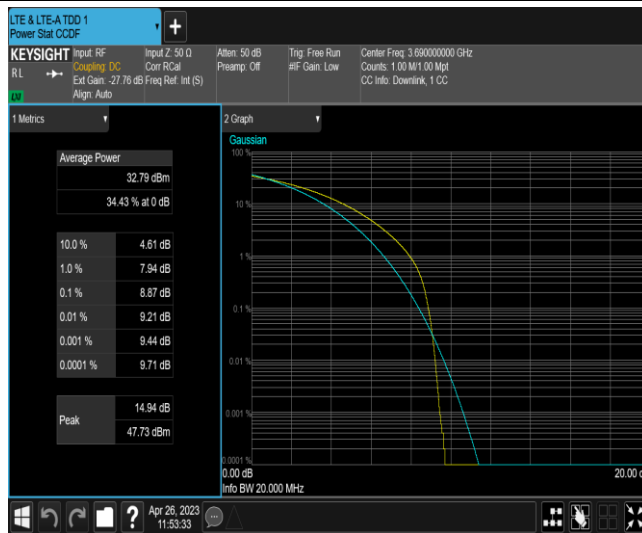 LTE & LTE-A TDD 1
Power Stat CCDF
KEYSIGHT
RL
Input: RF
Coupling: DC
Ext Gain: -27.76 dB
Align: Auto
Input Z: 50 Ω
Corr RCal
Freq Ref: Int (S)
Atten: 50 dB
Preamp: Off
Trig: Free Run
#IF Gain: Low
Center Freq: 3.690000000 GHz
Counts: 1.00 M/1.00 Mpt
CC Info: Downlink, 1 CC
1 Metrics
Average Power
32.79 dBm
34.43 % at 0 dB
10.0 % 4.61 dB
1.0 % 7.94 dB
0.1 % 8.87 dB
0.01 % 9.21 dB
0.001 % 9.44 dB
0.0001 % 9.71 dB
Peak
14.94 dB
47.73 dBm
2 Graph
Gaussian
100 %
10 %
1 %
0.1 %
0.01 %
0.001 %
0.0001 %
0.00 dB
20.00 d
Info BW 20.000 MHz
Apr 26, 2023
11:53:33